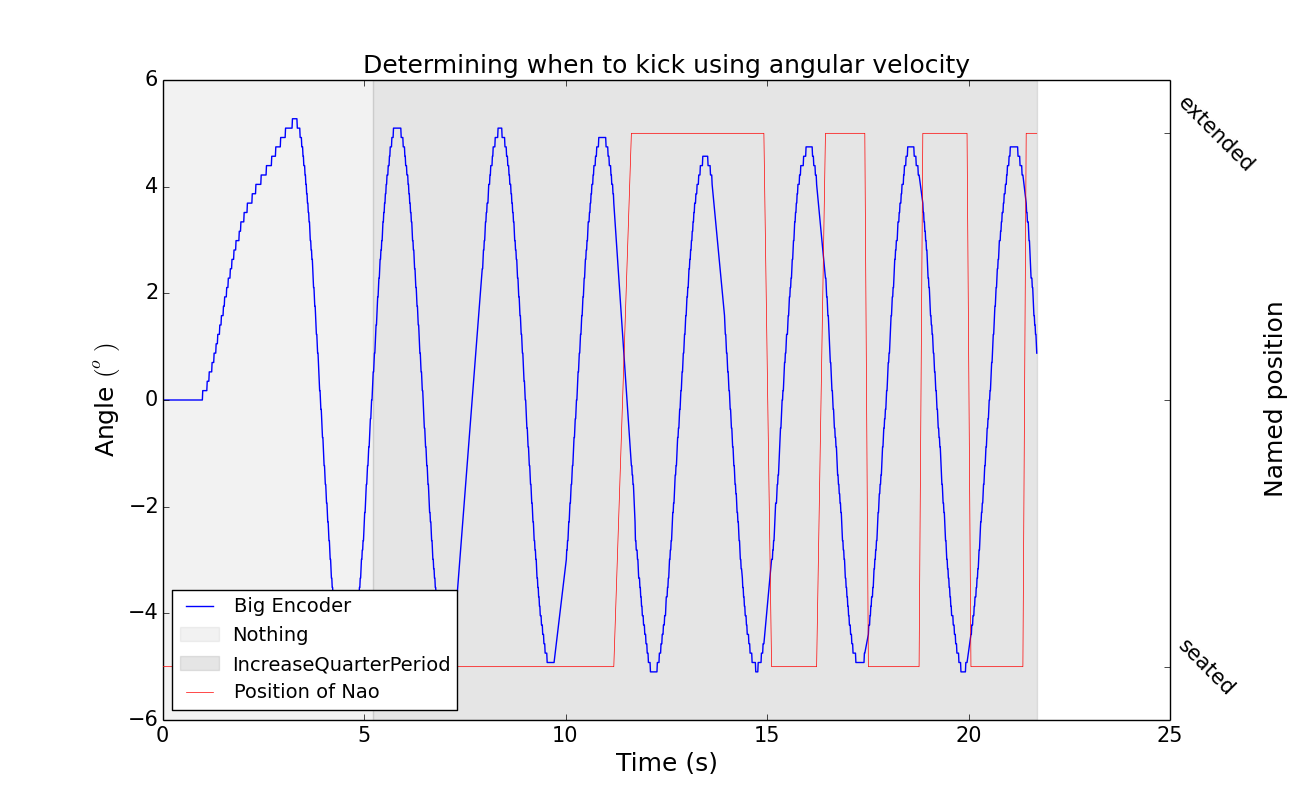 Determining when to kick using angular velocity
6
4
2
0
−2
−4
−6
Angle (°)
0
5
10
15
20
25
Time (s)
extended
seated
Named position
Big Encoder
Nothing
IncreaseQuarterPeriod
Position of Nao